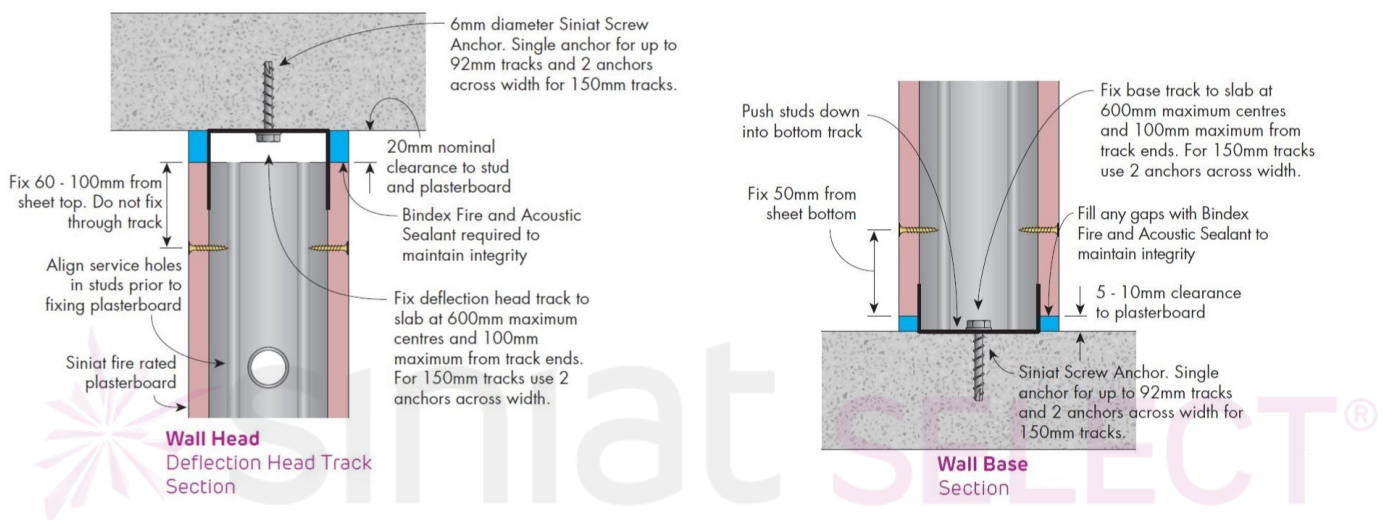 6mm diameter Siniat Screw
Anchor. Single anchor for up to
92mm tracks and 2 anchors
across width for 150mm tracks.
20mm nominal
clearance to stud
and plasterboard
Fix 60 - 100mm from
sheet top. Do not fix
through track
Bindex Fire and Acoustic
Sealant required to
maintain integrity
Align service holes
in studs prior to
fixing plasterboard
Fix deflection head track to
slab at 600mm maximum
centres and 100mm
maximum from track ends.
For 150mm tracks use 2
anchors across width.
Siniat fire rated
plasterboard
Wall Head
Deflection Head Track
Section
Push studs down
into bottom track
Fix base track to slab at
600mm maximum centres
and 100mm maximum from
track ends. For 150mm tracks
use 2 anchors across width.
Fix 50mm from
sheet bottom
Fill any gaps with Bindex
Fire and Acoustic Sealant to
maintain integrity
5 - 10mm clearance
to plasterboard
Siniat Screw Anchor. Single
anchor for up to 92mm tracks
and 2 anchors across width for
150mm tracks.
Wall Base
Section
siniat SELECT®